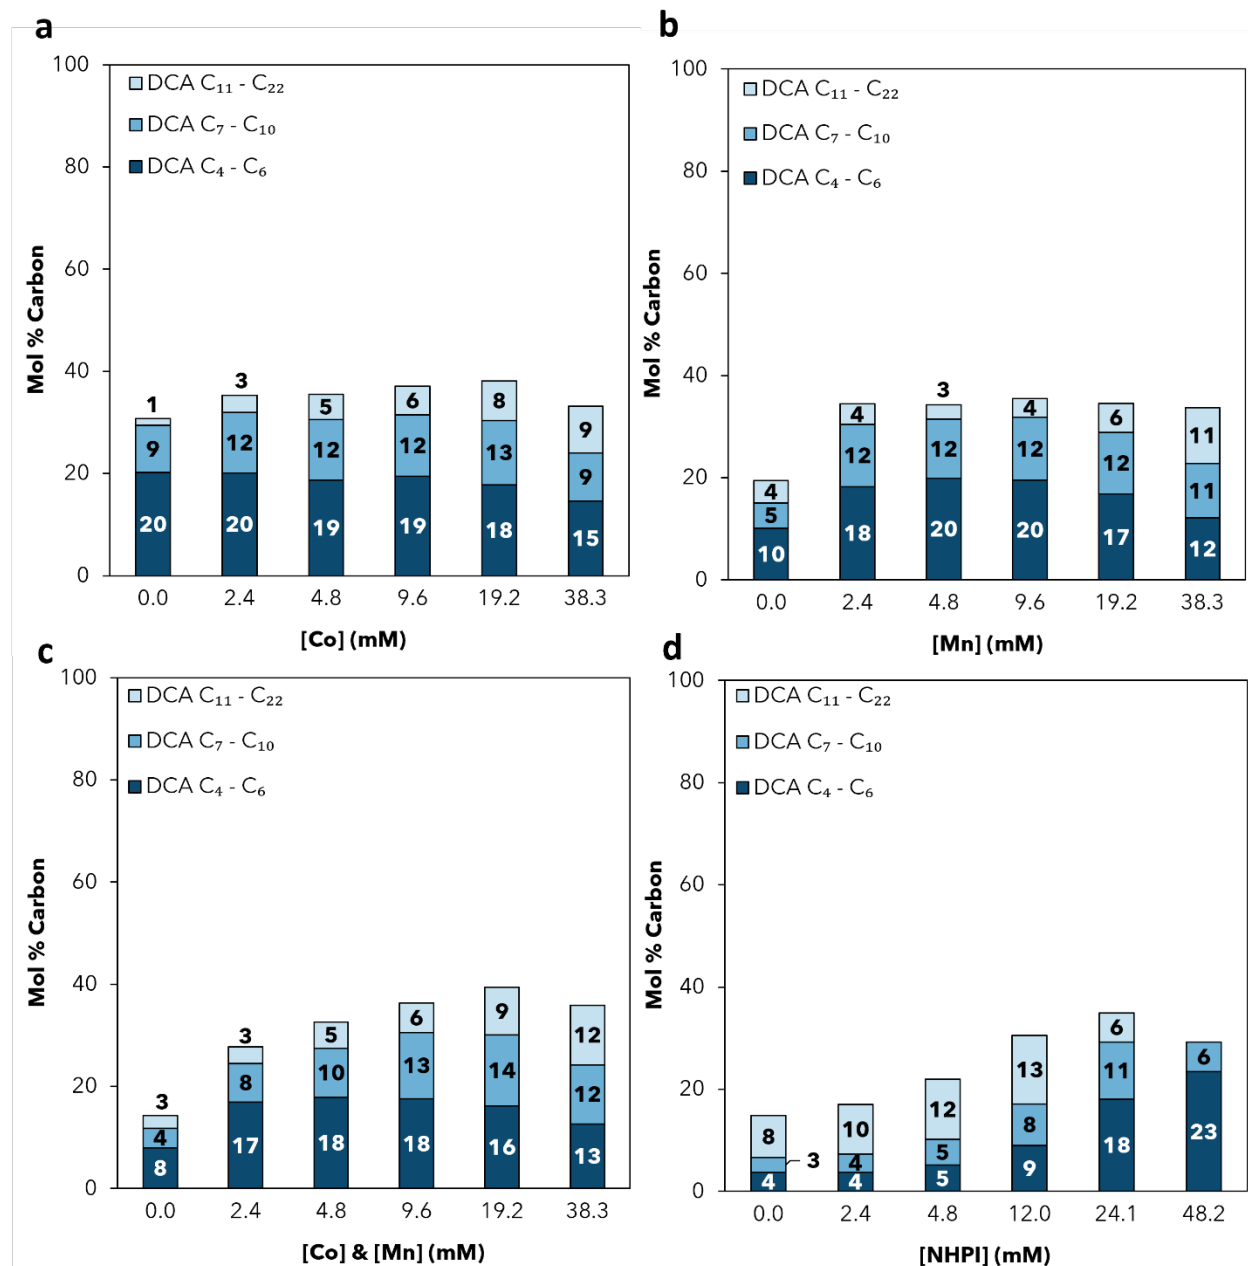 a
100
80
60
40
20
0
Mol % Carbon
DCA C₁₁ - C₂₂
DCA C₇ - C₁₀
DCA C₄ - C₆
1 3 5 6 8 9
9 12 12 12 13 9
20 20 19 19 18 15
0.0 2.4 4.8 9.6 19.2 38.3
[Co] (mM)
b
100
80
60
40
20
0
Mol % Carbon
DCA C₁₁ - C₂₂
DCA C₇ - C₁₀
DCA C₄ - C₆
4 4 3 4 6 11
5 12 12 12 12 11
10 18 20 20 17 12
0.0 2.4 4.8 9.6 19.2 38.3
[Mn] (mM)
c
100
80
60
40
20
0
Mol % Carbon
DCA C₁₁ - C₂₂
DCA C₇ - C₁₀
DCA C₄ - C₆
3 3 5 6 9 12
4 8 10 13 14 12
8 17 18 18 16 13
0.0 2.4 4.8 9.6 19.2 38.3
[Co] & [Mn] (mM)
d
100
80
60
40
20
0
Mol % Carbon
DCA C₁₁ - C₂₂
DCA C₇ - C₁₀
DCA C₄ - C₆
8 10 12 13 6
3 4 5 8 11 6
4 4 5 9 18 23
0.0 2.4 4.8 12.0 24.1 48.2
[NHPI] (mM)